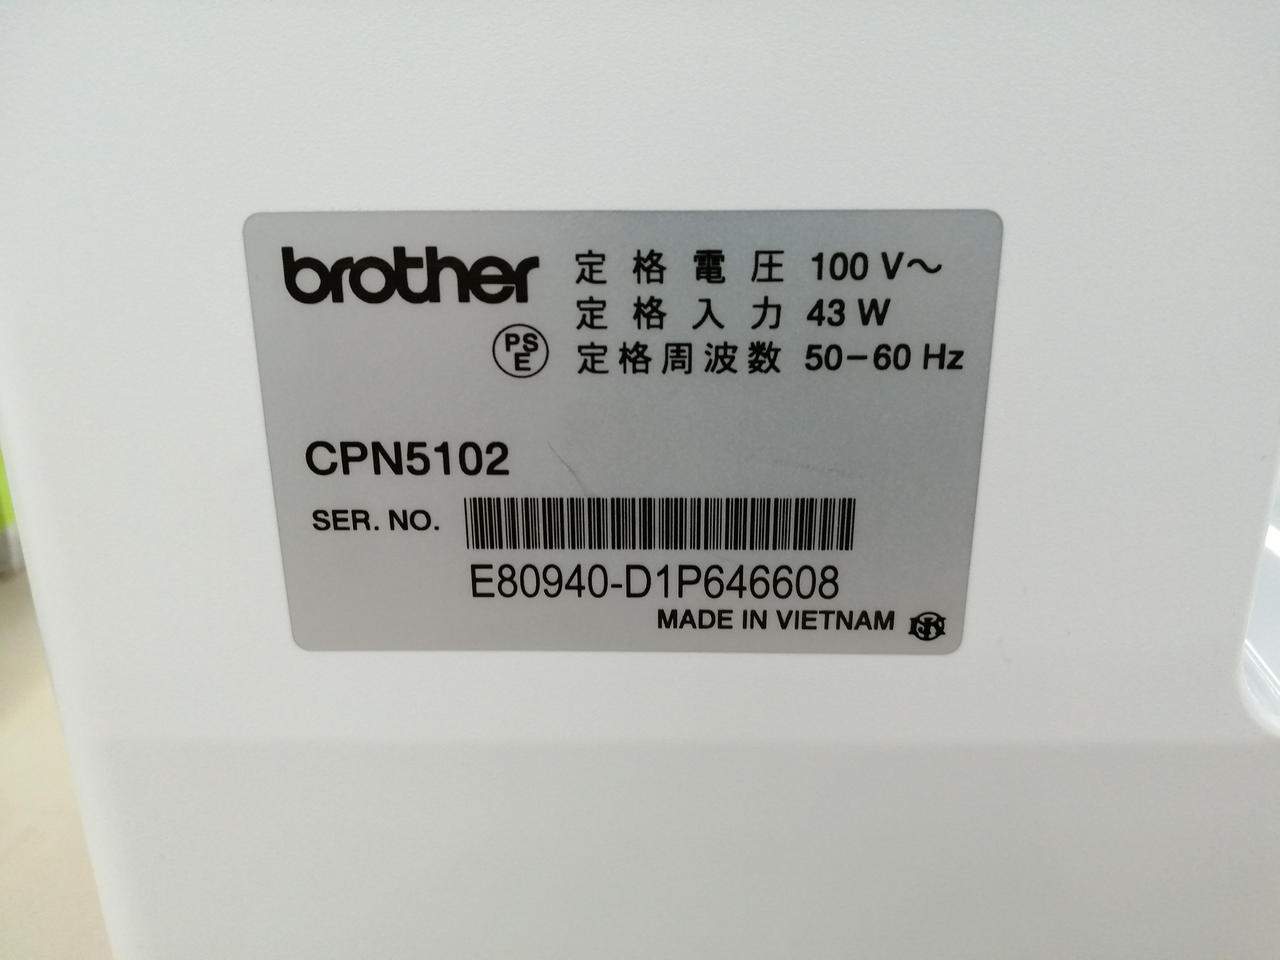 brother
定格電圧 100 V～
定格入力 43 W
定格周波数 50-60 Hz
PS
E
CPN5102
SER. NO.
E80940-D1P646608
MADE IN VIETNAM